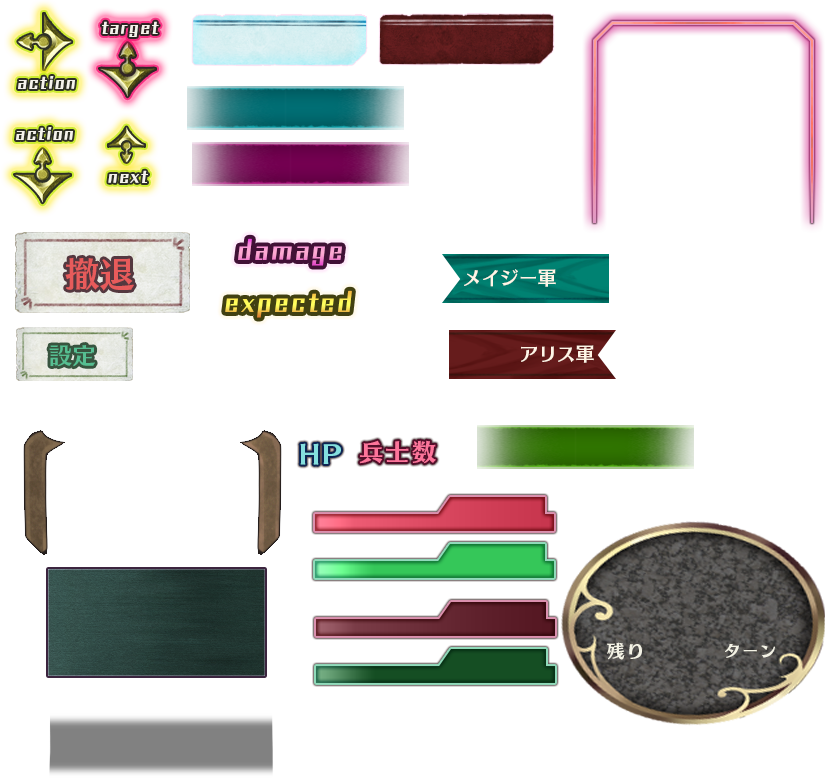 target
action
action
next
撤退
damage
メイジー軍
expected
設定
アリス軍
HP 兵士数
残り ターン